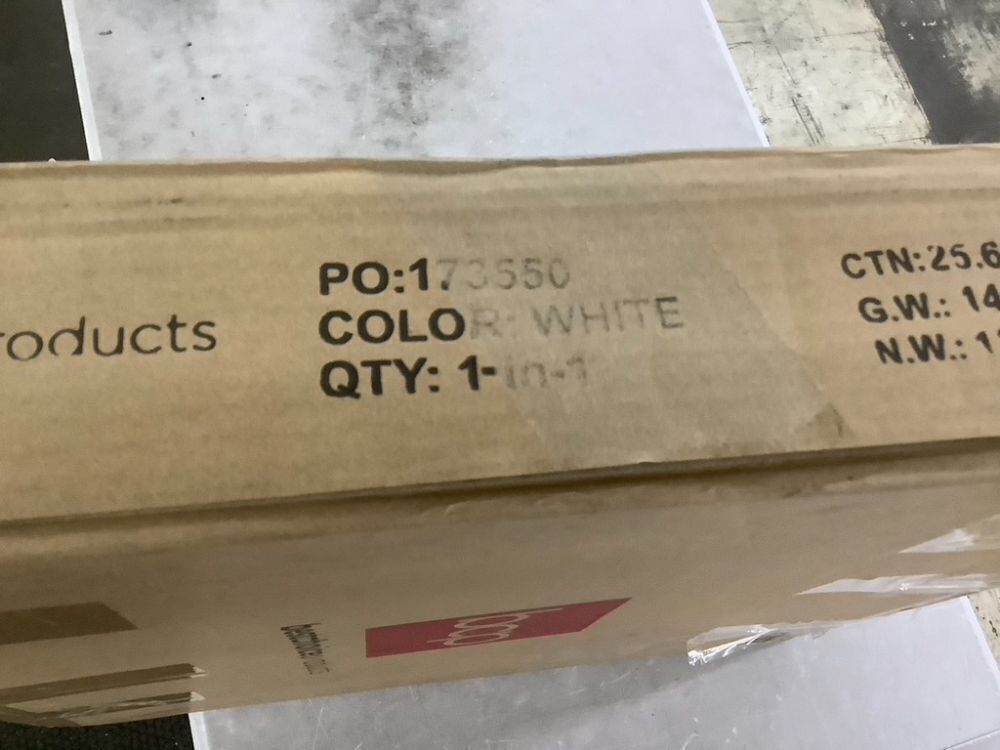 roducts
PO:173550
COLOR: WHITE
QTY: 1-in-1
CTN:25.6
G.W.: 14
N.W.: 1